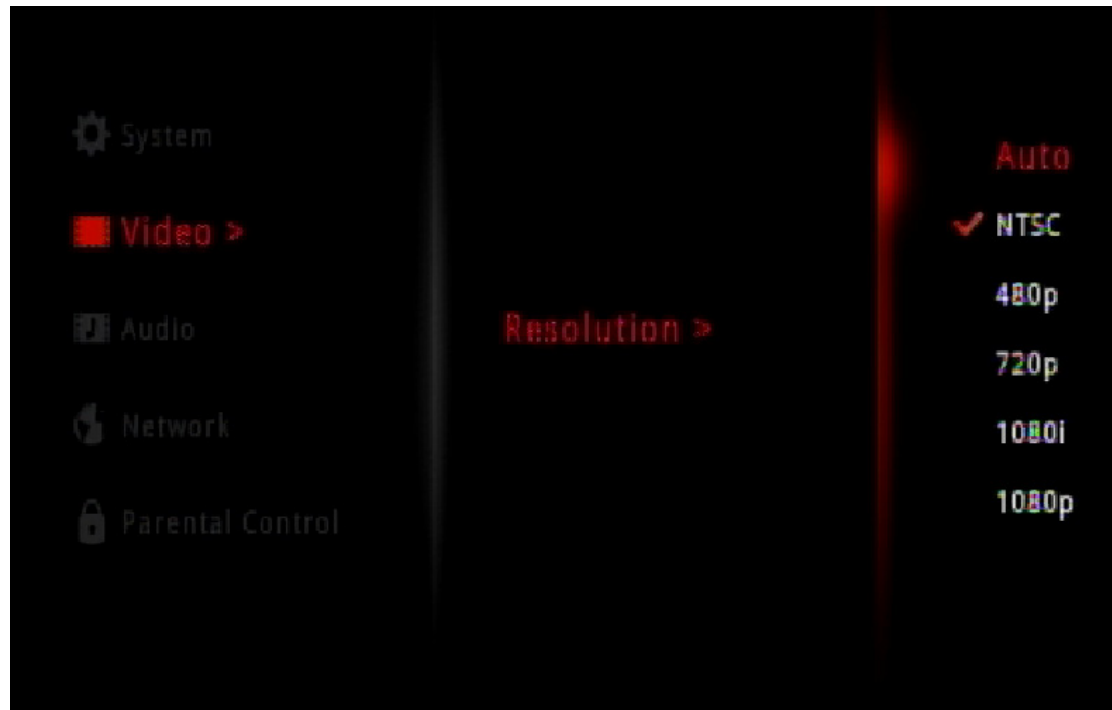 System
Video >
Audio
Network
Parental Control
Resolution >
Auto
NTSC
480p
720p
1080i
1080p